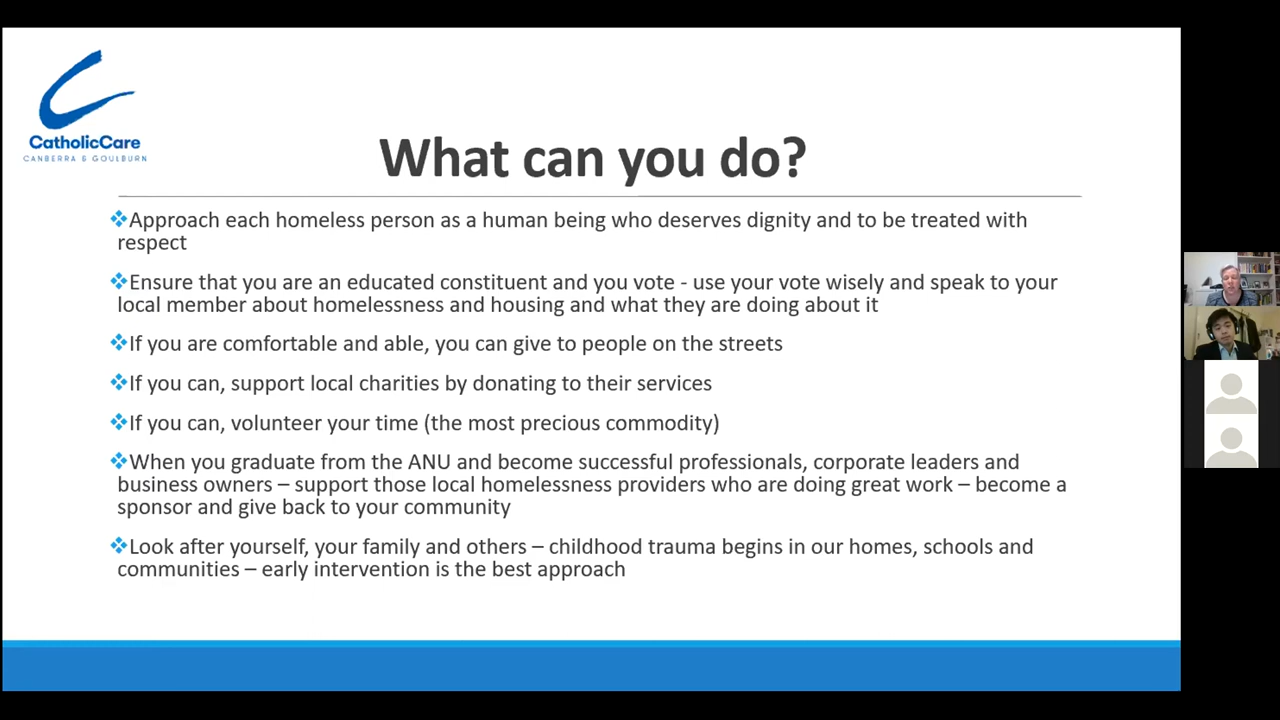 CatholicCare
CANBERRA & GOULBURN
What can you do?
Approach each homeless person as a human being who deserves dignity and to be treated with
respect
Ensure that you are an educated constituent and you vote - use your vote wisely and speak to your
local member about homelessness and housing and what they are doing about it
If you are comfortable and able, you can give to people on the streets
If you can, support local charities by donating to their services
If you can, volunteer your time (the most precious commodity)
When you graduate from the ANU and become successful professionals, corporate leaders and
business owners – support those local homelessness providers who are doing great work – become a
sponsor and give back to your community
Look after yourself, your family and others – childhood trauma begins in our homes, schools and
communities – early intervention is the best approach